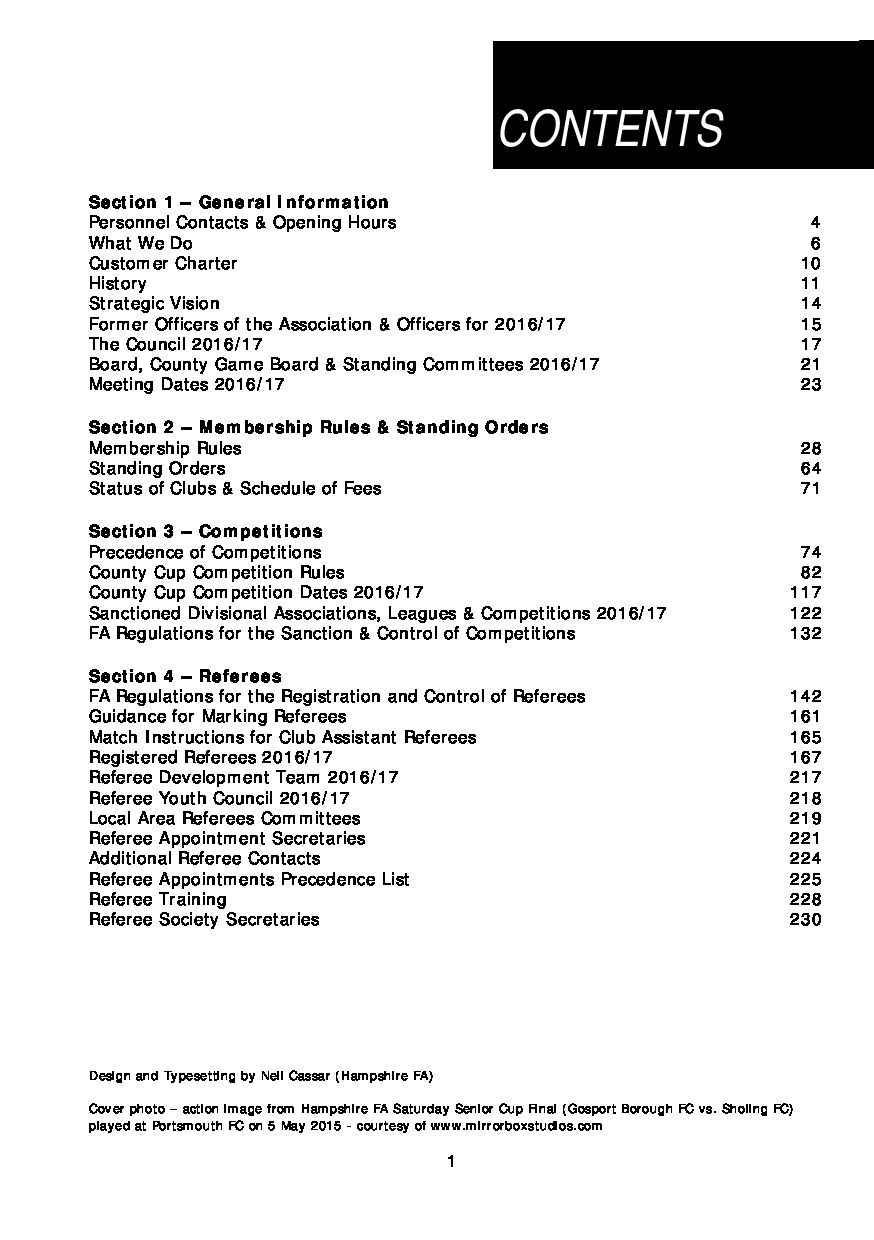 CONTENTS
Section 1 – General Information
Personnel Contacts & Opening Hours 4
What We Do 6
Customer Charter 10
History 11
Strategic Vision 14
Former Officers of the Association & Officers for 2016/17 15
The Council 2016/17 17
Board, County Game Board & Standing Committees 2016/17 21
Meeting Dates 2016/17 23
Section 2 – Membership Rules & Standing Orders
Membership Rules 28
Standing Orders 64
Status of Clubs & Schedule of Fees 71
Section 3 – Competitions
Precedence of Competitions 74
County Cup Competition Rules 82
County Cup Competition Dates 2016/17 117
Sanctioned Divisional Associations, Leagues & Competitions 2016/17 122
FA Regulations for the Sanction & Control of Competitions 132
Section 4 – Referees
FA Regulations for the Registration and Control of Referees 142
Guidance for Marking Referees 161
Match Instructions for Club Assistant Referees 165
Registered Referees 2016/17 167
Referee Development Team 2016/17 217
Referee Youth Council 2016/17 218
Local Area Referees Committees 219
Referee Appointment Secretaries 221
Additional Referee Contacts 224
Referee Appointments Precedence List 225
Referee Training 228
Referee Society Secretaries 230
Design and Typesetting by Neil Cassar (Hampshire FA)
Cover photo – action image from Hampshire FA Saturday Senior Cup Final (Gosport Borough FC vs. Sholing FC)
played at Portsmouth FC on 5 May 2015 - courtesy of www.mirrorboxstudios.com
1